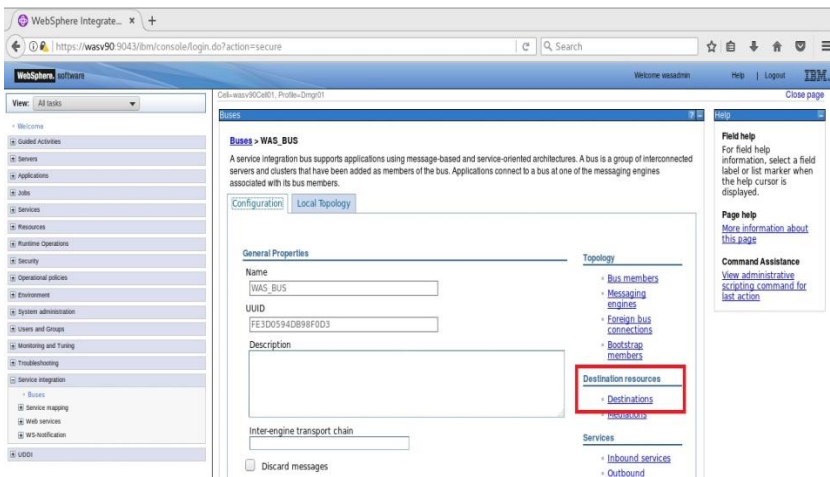 WebSphere Integrate... × +
https://wasv90:9043/ibm/console/login.do?action=secure
Search
WebSphere. software
Welcome wasadmin
Help | Logout
IBM.
Cell=wasv90Cell01, Profile=Dmgr01
Close page
View: All tasks
Welcome
Guided Activities
Servers
Applications
Jobs
Services
Resources
Runtime Operations
Security
Operational policies
Environment
System administration
Users and Groups
Monitoring and Tuning
Troubleshooting
Service integration
Buses
Service mapping
Web services
WS-Notification
UDDI
Buses
Buses > WAS_BUS
A service integration bus supports applications using message-based and service-oriented architectures. A bus is a group of interconnected
servers and clusters that have been added as members of the bus. Applications connect to a bus at one of the messaging engines
associated with its bus members.
Configuration
Local Topology
General Properties
Name
WAS_BUS
UUID
FE3D0594DB98F0D3
Description
Inter-engine transport chain
Discard messages
Topology
Bus members
Messaging
engines
Foreign bus
connections
Bootstrap
members
Destination resources
Destinations
Mediations
Services
Inbound services
Outbound
Help
Field help
For field help
information, select a field
label or list marker when
the help cursor is
displayed.
Page help
More information about
this page
Command Assistance
View administrative
scripting command for
last action